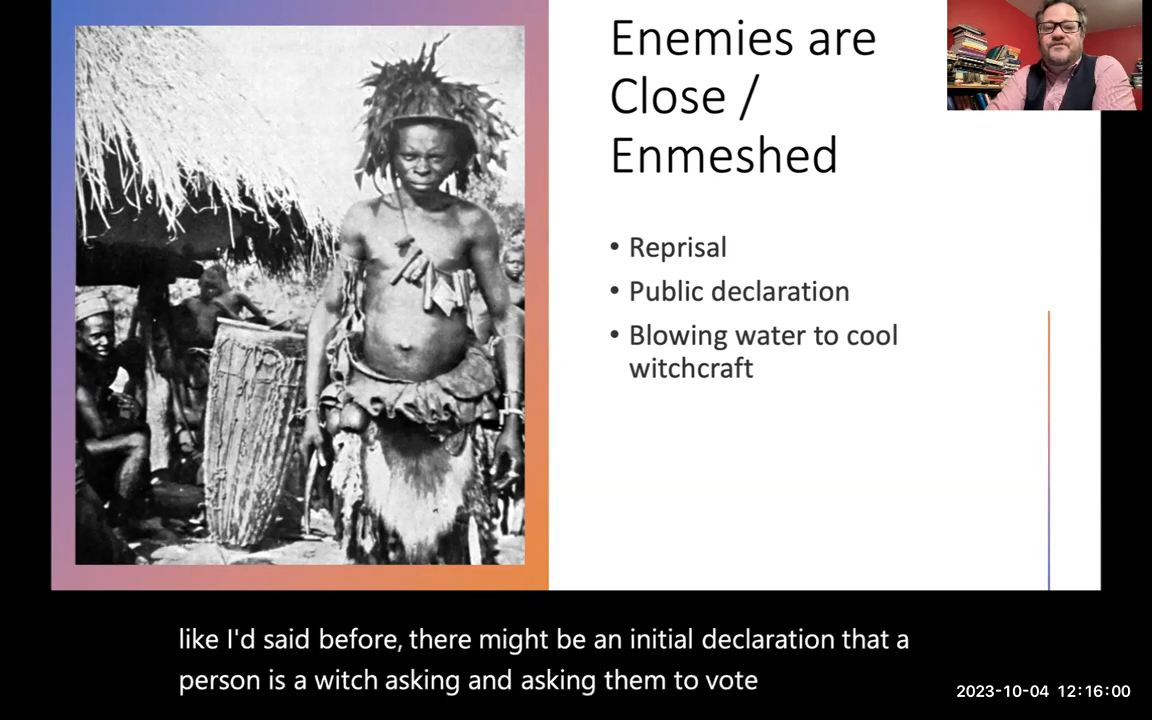 Enemies are
Close /
Enmeshed
• Reprisal
• Public declaration
• Blowing water to cool
witchcraft
like I'd said before, there might be an initial declaration that a
person is a witch asking and asking them to vote
2023-10-04 12:16:00